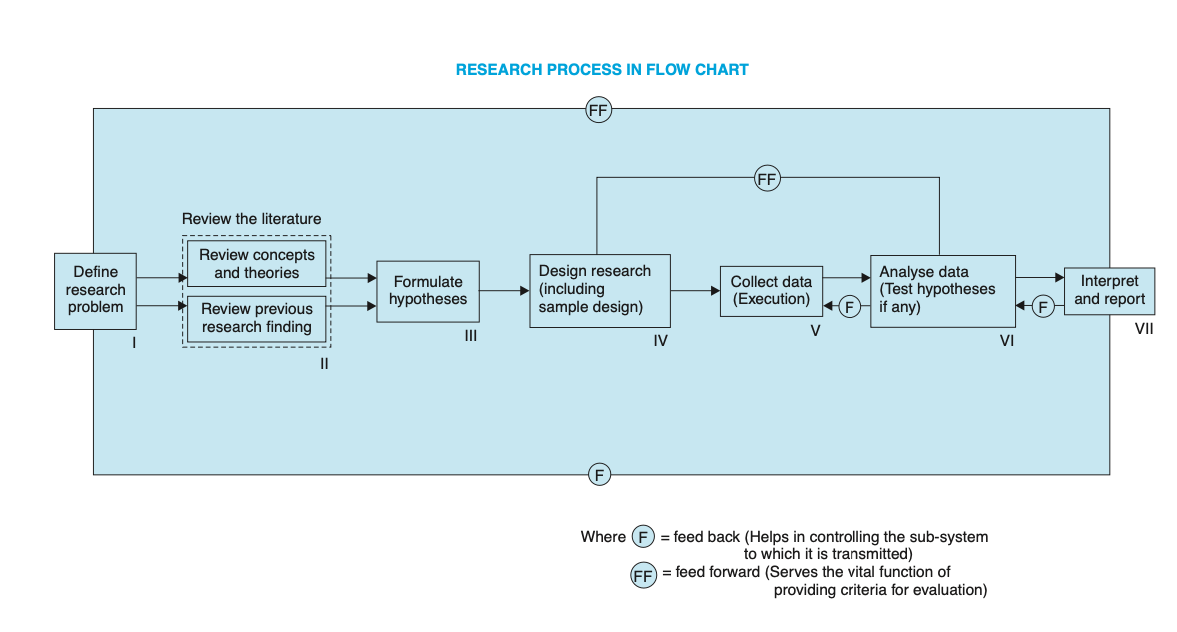 RESEARCH PROCESS IN FLOW CHART
FF
FF
Review the literature
Define
research
problem
I
Review concepts
and theories
Review previous
research finding
II
Formulate
hypotheses
III
Design research
(including
sample design)
IV
Collect data
(Execution)
V
F
Analyse data
(Test hypotheses
if any)
VI
F
Interpret
and report
VII
F
Where F = feed back (Helps in controlling the sub-system
to which it is transmitted)
FF = feed forward (Serves the vital function of
providing criteria for evaluation)